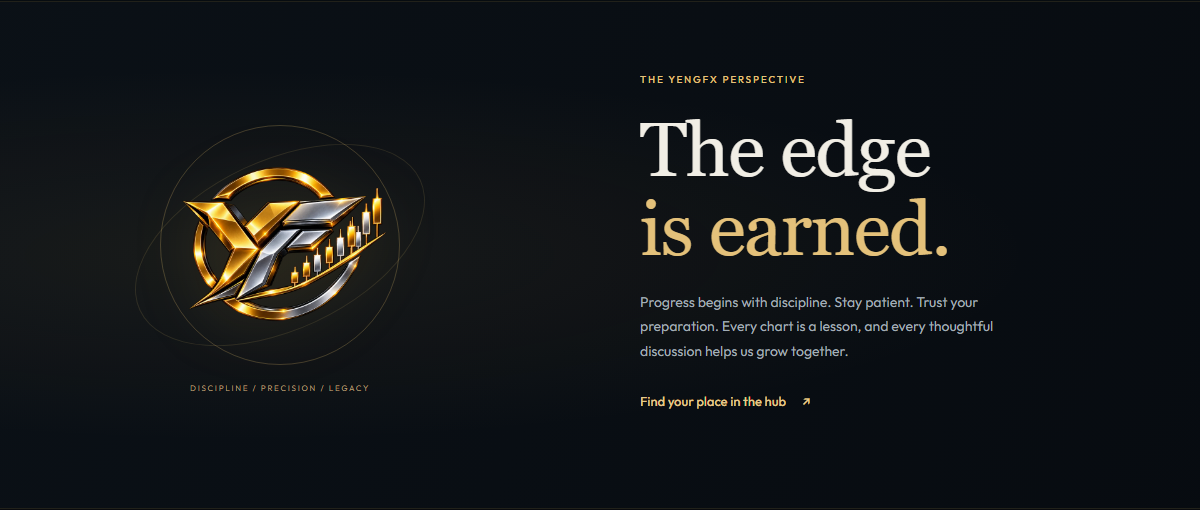 THE YENGFX PERSPECTIVE
The edge
is earned.
Progress begins with discipline. Stay patient. Trust your
preparation. Every chart is a lesson, and every thoughtful
discussion helps us grow together.
Find your place in the hub ↗
YF
DISCIPLINE / PRECISION / LEGACY